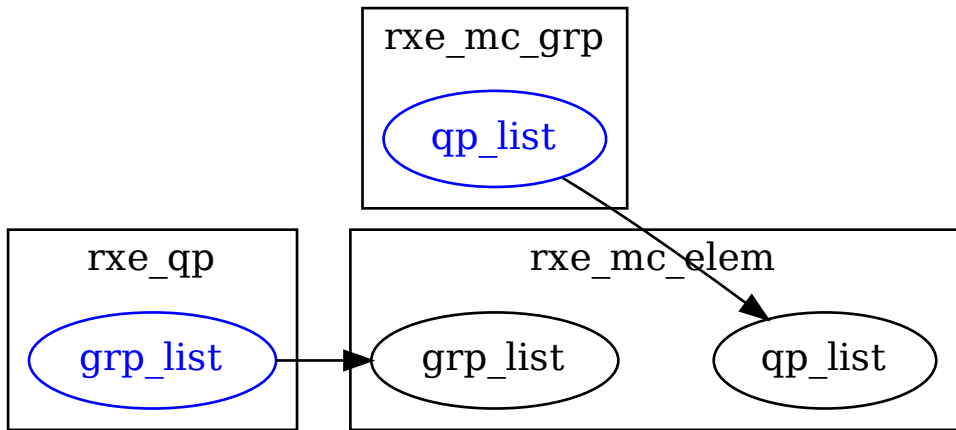 rxe_mc_grp
qp_list
rxe_qp
grp_list
rxe_mc_elem
grp_list
qp_list